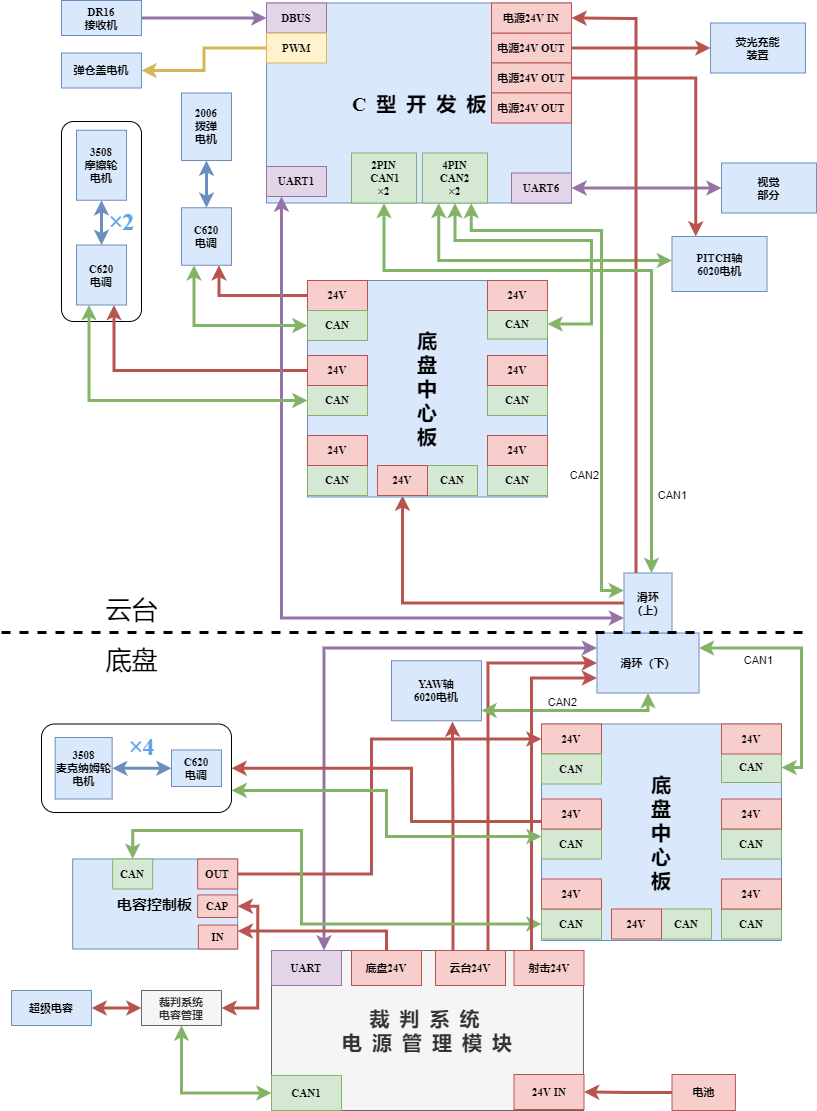 DR16
接收机
DBUS
PWM
弹仓盖电机
电源24V IN
电源24V OUT
电源24V OUT
电源24V OUT
荧光充能
装置
C 型 开 发 板
2006
拨弹
电机
3508
摩擦轮
电机
×2
C620
电调
C620
电调
UART1
2PIN
CAN1
×2
4PIN
CAN2
×2
UART6
视觉
部分
PITCH轴
6020电机
24V
CAN
24V
CAN
24V
CAN
24V
CAN
24V
CAN
24V
CAN
24V
CAN
底
盘
中
心
板
CAN2
CAN1
滑环
（上）
云台
底盘
滑环（下）
CAN1
CAN2
YAW轴
6020电机
3508
麦克纳姆轮
电机
×4
C620
电调
24V
CAN
24V
CAN
24V
CAN
24V
CAN
24V
CAN
24V
CAN
24V
CAN
底
盘
中
心
板
CAN
OUT
CAP
IN
电容控制板
UART
底盘24V
云台24V
射击24V
超级电容
裁判系统
电容管理
裁 判 系 统
电 源 管 理 模 块
CAN1
24V IN
电池